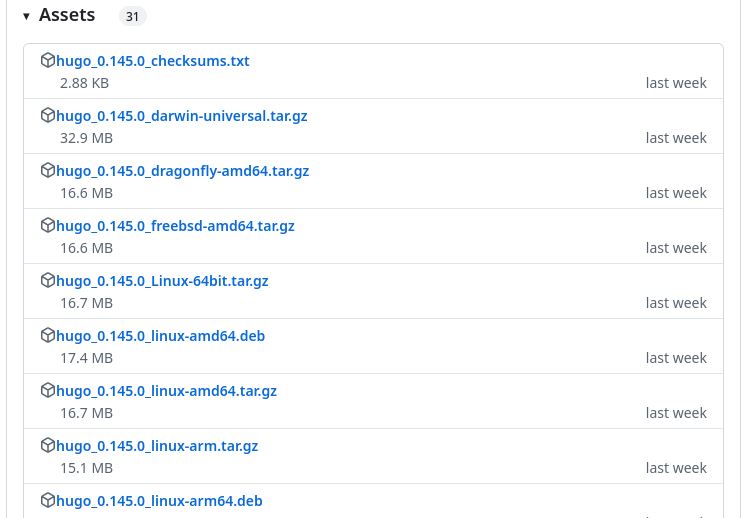 ▾ Assets 31
hugo_0.145.0_checksums.txt
2.88 KB last week
hugo_0.145.0_darwin-universal.tar.gz
32.9 MB last week
hugo_0.145.0_dragonfly-amd64.tar.gz
16.6 MB last week
hugo_0.145.0_freebsd-amd64.tar.gz
16.6 MB last week
hugo_0.145.0_Linux-64bit.tar.gz
16.7 MB last week
hugo_0.145.0_linux-amd64.deb
17.4 MB last week
hugo_0.145.0_linux-amd64.tar.gz
16.7 MB last week
hugo_0.145.0_linux-arm.tar.gz
15.1 MB last week
hugo_0.145.0_linux-arm64.deb